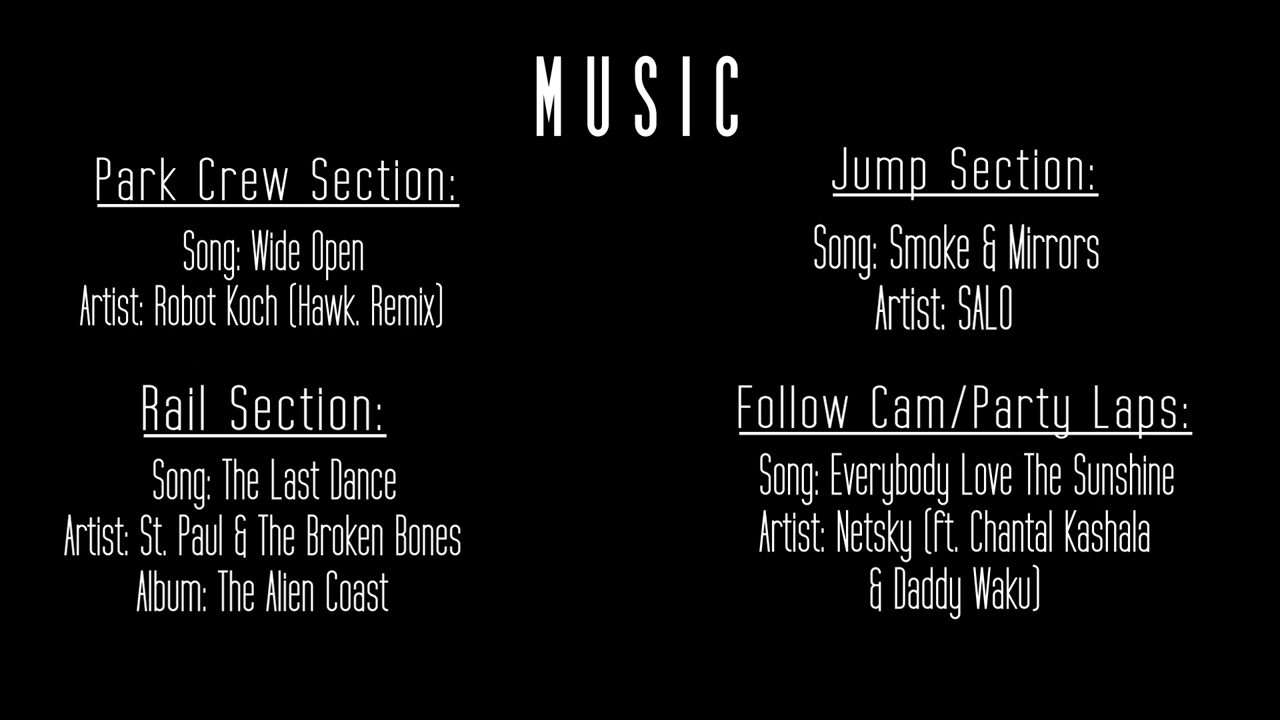 MUSIC
Park Crew Section:
Song: Wide Open
Artist: Robot Koch (Hawk. Remix)
Rail Section:
Song: The Last Dance
Artist: St. Paul & The Broken Bones
Album: The Alien Coast
Jump Section:
Song: Smoke & Mirrors
Artist: SALO
Follow Cam/Party Laps:
Song: Everybody Love The Sunshine
Artist: Netsky (ft. Chantal Kashala
& Daddy Waku)